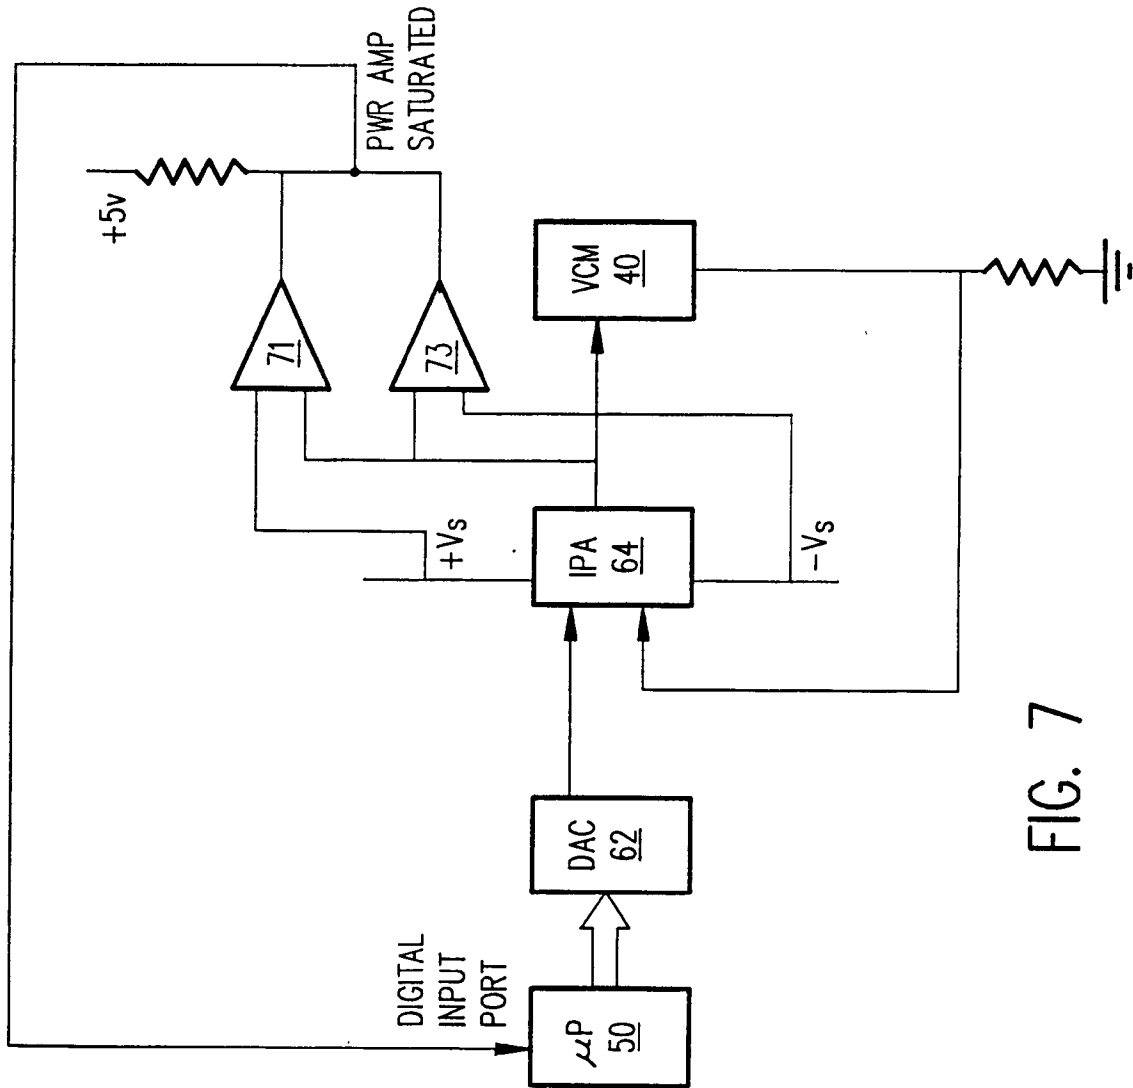 +5v
PWR AMP
SATURATED
71
73
VCM
40
+Vs
IPA
64
-Vs
DAC
62
DIGITAL
INPUT
PORT
μP
50
FIG. 7